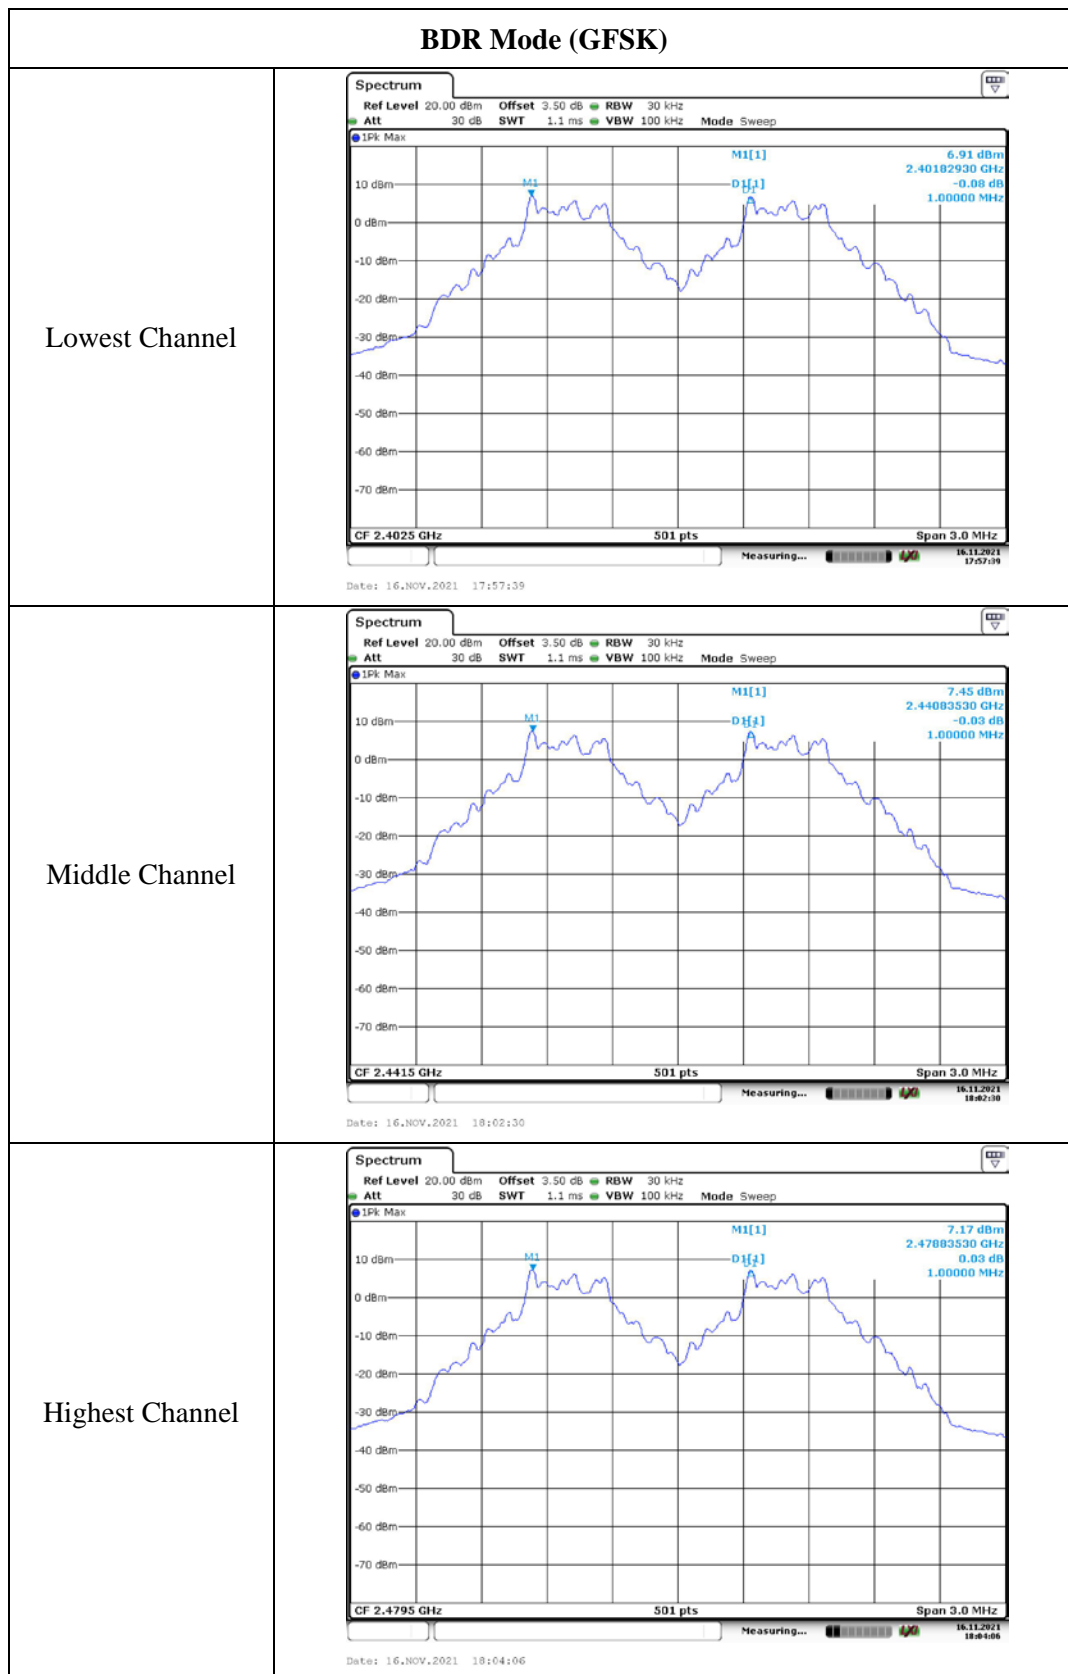 BDR Mode (GFSK)
Lowest Channel
Spectrum
Ref Level 20.00 dBm Offset 3.50 dB RBW 30 kHz
Att 30 dB SWT 1.1 ms VBW 100 kHz Mode Sweep
1Pk Max
M1[1] 6.91 dBm
2.40182930 GHz
D1[1] -0.08 dB
1.00000 MHz
M1
D1
10 dBm
0 dBm
-10 dBm
-20 dBm
-30 dBm
-40 dBm
-50 dBm
-60 dBm
-70 dBm
CF 2.4025 GHz 501 pts Span 3.0 MHz
Measuring... 16.11.2021
17:57:39
Date: 16.NOV.2021 17:57:39
Middle Channel
Spectrum
Ref Level 20.00 dBm Offset 3.50 dB RBW 30 kHz
Att 30 dB SWT 1.1 ms VBW 100 kHz Mode Sweep
1Pk Max
M1[1] 7.45 dBm
2.44083530 GHz
D1[1] -0.03 dB
1.00000 MHz
M1
D1
10 dBm
0 dBm
-10 dBm
-20 dBm
-30 dBm
-40 dBm
-50 dBm
-60 dBm
-70 dBm
CF 2.4415 GHz 501 pts Span 3.0 MHz
Measuring... 16.11.2021
18:02:30
Date: 16.NOV.2021 18:02:30
Highest Channel
Spectrum
Ref Level 20.00 dBm Offset 3.50 dB RBW 30 kHz
Att 30 dB SWT 1.1 ms VBW 100 kHz Mode Sweep
1Pk Max
M1[1] 7.17 dBm
2.47883530 GHz
D1[1] 0.03 dB
1.00000 MHz
M1
D1
10 dBm
0 dBm
-10 dBm
-20 dBm
-30 dBm
-40 dBm
-50 dBm
-60 dBm
-70 dBm
CF 2.4795 GHz 501 pts Span 3.0 MHz
Measuring... 16.11.2021
18:04:06
Date: 16.NOV.2021 18:04:06